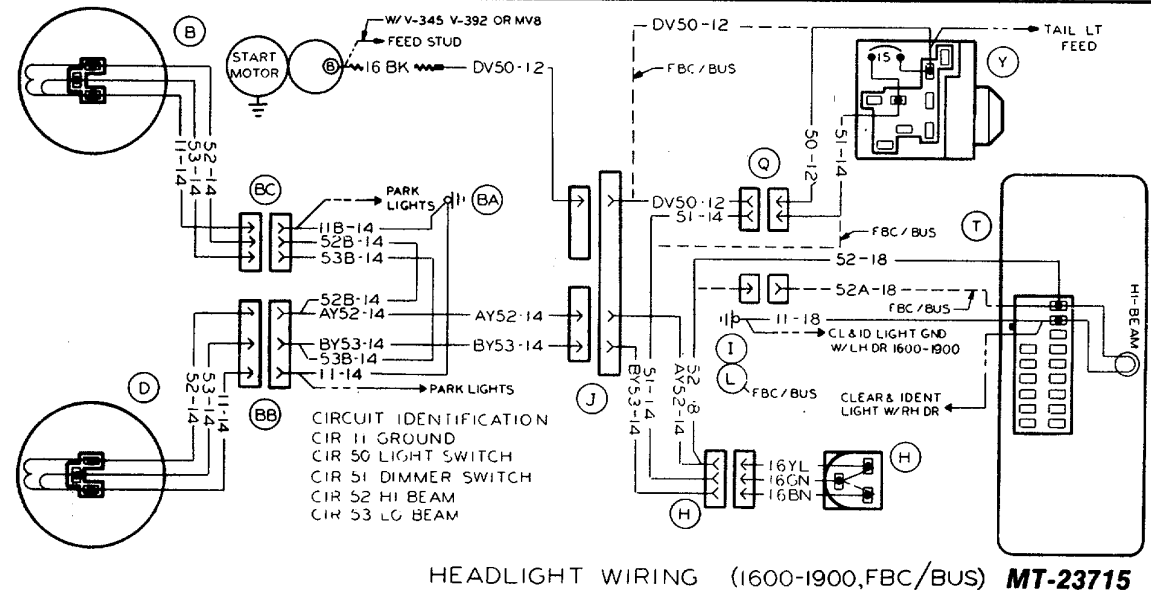 W/ V-345 V-392 OR MV8
FEED STUD
B
START
MOTOR
B
16 BK
DV50-12
DV50-12
FBC/BUS
TAIL LT
FEED
15
Y
11-14
53-14
52-14
50-12
51-14
Q
BC
PARK
LIGHTS
BA
11B-14
52B-14
53B-14
DV50-12
51-14
FBC/BUS
T
52-18
52A-18
FBC/BUS
HI-BEAM
52B-14
AY52-14
AY52-14
BY53-14
BY53-14
53B-14
11-14
PARK LIGHTS
11-18
CL & ID LIGHT GND
W/LH DR 1600-1900
I
L
FBC/BUS
CLEAR & IDENT
LIGHT W/RH DR
D
52-14
53-14
11-14
BB
J
BY53-14
51-14
AY52-14
CIRCUIT IDENTIFICATION
CIR 11 GROUND
CIR 50 LIGHT SWITCH
CIR 51 DIMMER SWITCH
CIR 52 HI BEAM
CIR 53 LO BEAM
16YL
16GN
16BN
H
H
HEADLIGHT WIRING (1600-1900,FBC/BUS) MT-23715